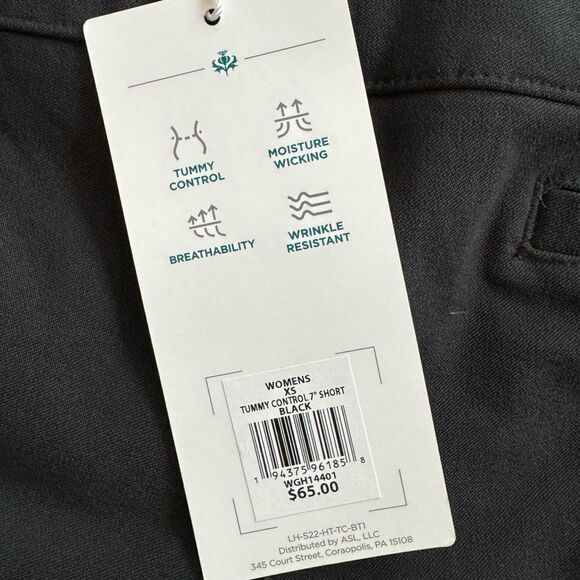 TUMMY
CONTROL
MOISTURE
WICKING
BREATHABILITY
WRINKLE
RESISTANT
WOMENS
XS
TUMMY CONTROL 7" SHORT
BLACK
1 94375 96185 8
WGH14401
$65.00
LH-S22-HT-TC-BT1
Distributed by ASL, LLC
345 Court Street, Coraopolis, PA 15108